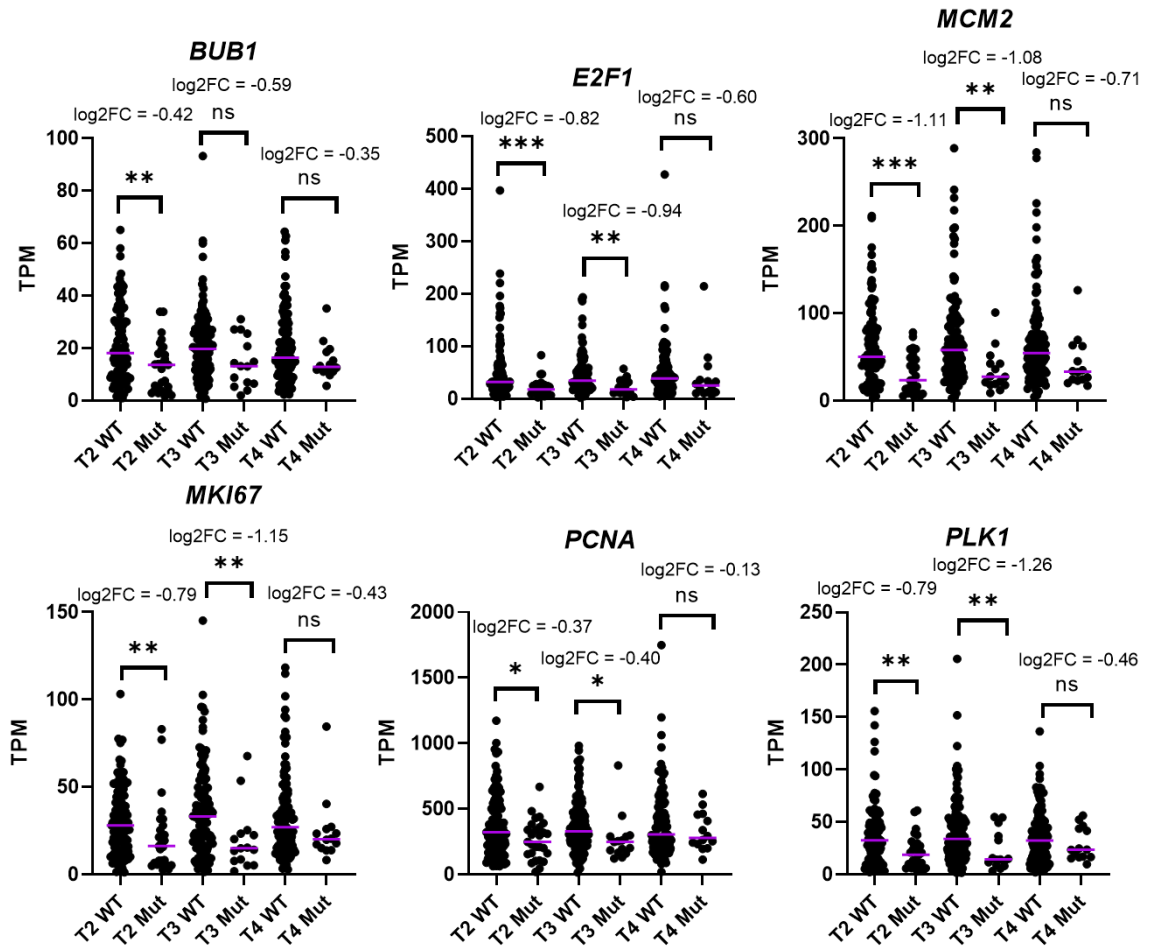 BUB1
log2FC = -0.59
log2FC = -0.42
ns
log2FC = -0.35
**
ns
100
80
60
40
20
0
TPM
T2 WT
T2 Mut
T3 WT
T3 Mut
T4 WT
T4 Mut
E2F1
log2FC = -0.60
log2FC = -0.82
ns
***
log2FC = -0.94
**
500
400
300
200
100
0
TPM
T2 WT
T2 Mut
T3 WT
T3 Mut
T4 WT
T4 Mut
MCM2
log2FC = -1.08
log2FC = -0.71
**
ns
log2FC = -1.11
***
300
200
100
0
TPM
T2 WT
T2 Mut
T3 WT
T3 Mut
T4 WT
T4 Mut
MKI67
log2FC = -1.15
**
log2FC = -0.79
log2FC = -0.43
ns
**
150
100
50
0
TPM
T2 WT
T2 Mut
T3 WT
T3 Mut
T4 WT
T4 Mut
PCNA
log2FC = -0.13
ns
log2FC = -0.37
log2FC = -0.40
*
*
2000
1500
1000
500
0
TPM
T2 WT
T2 Mut
T3 WT
T3 Mut
T4 WT
T4 Mut
PLK1
log2FC = -1.26
log2FC = -0.79
**
log2FC = -0.46
**
ns
250
200
150
100
50
0
TPM
T2 WT
T2 Mut
T3 WT
T3 Mut
T4 WT
T4 Mut